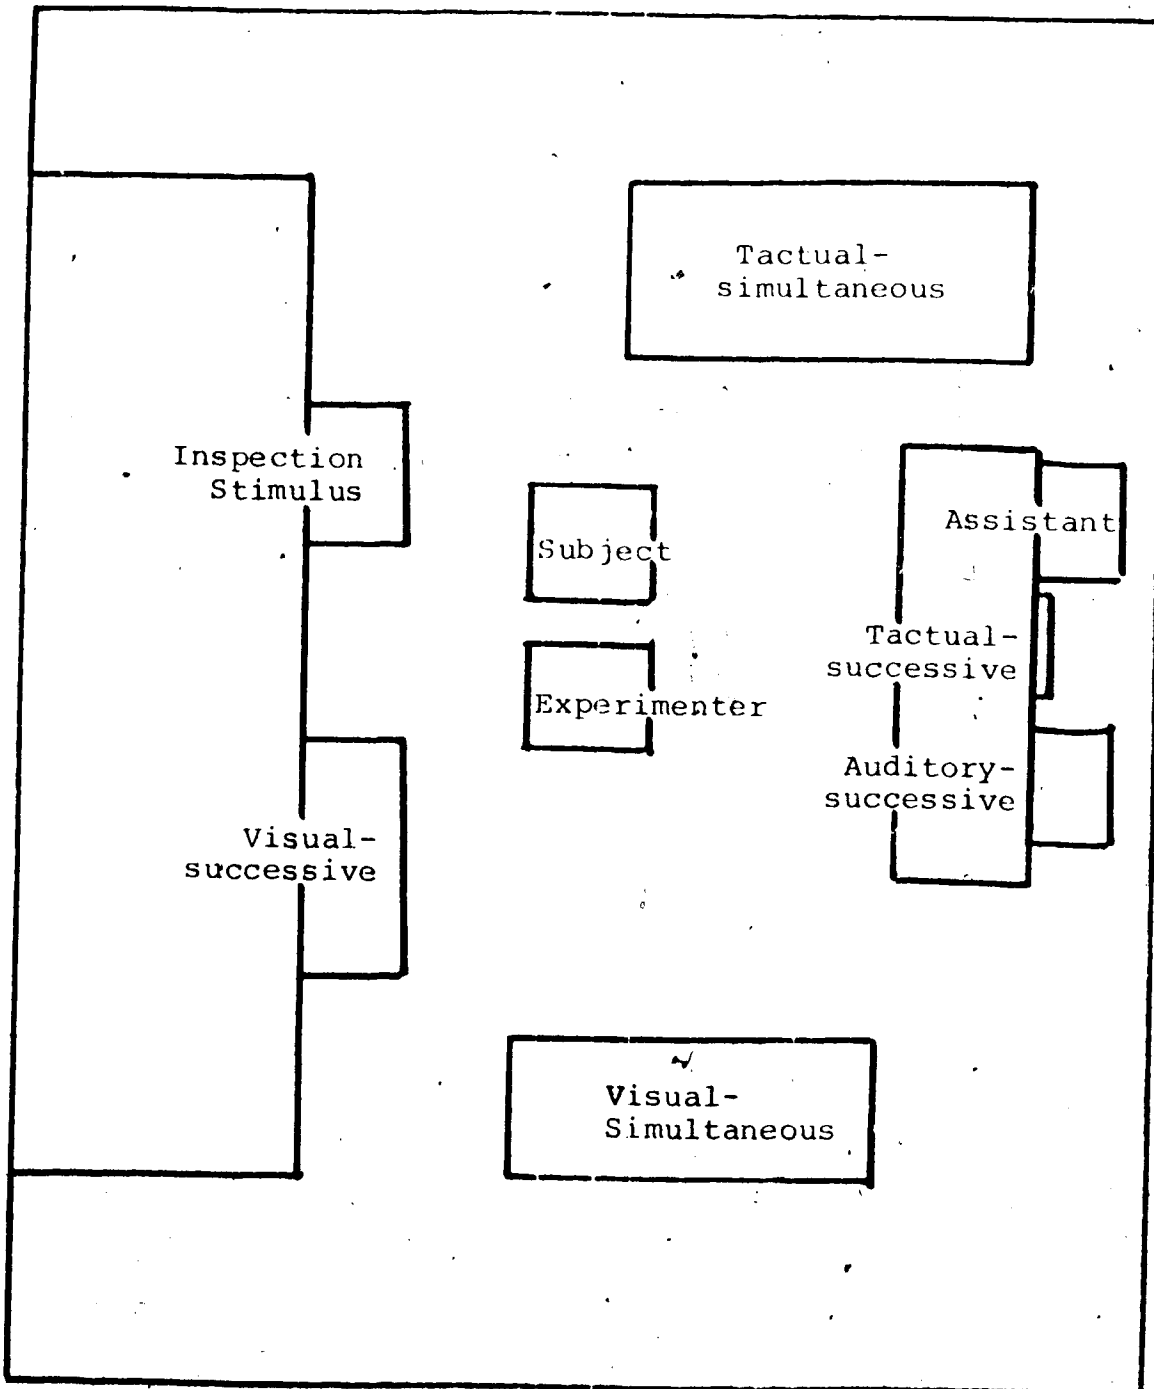 Tactual-
simultaneous
Inspection
Stimulus
Assistant
Subject
Tactual-
successive
Experimenter
Auditory-
successive
Visual-
successive
Visual-
Simultaneous